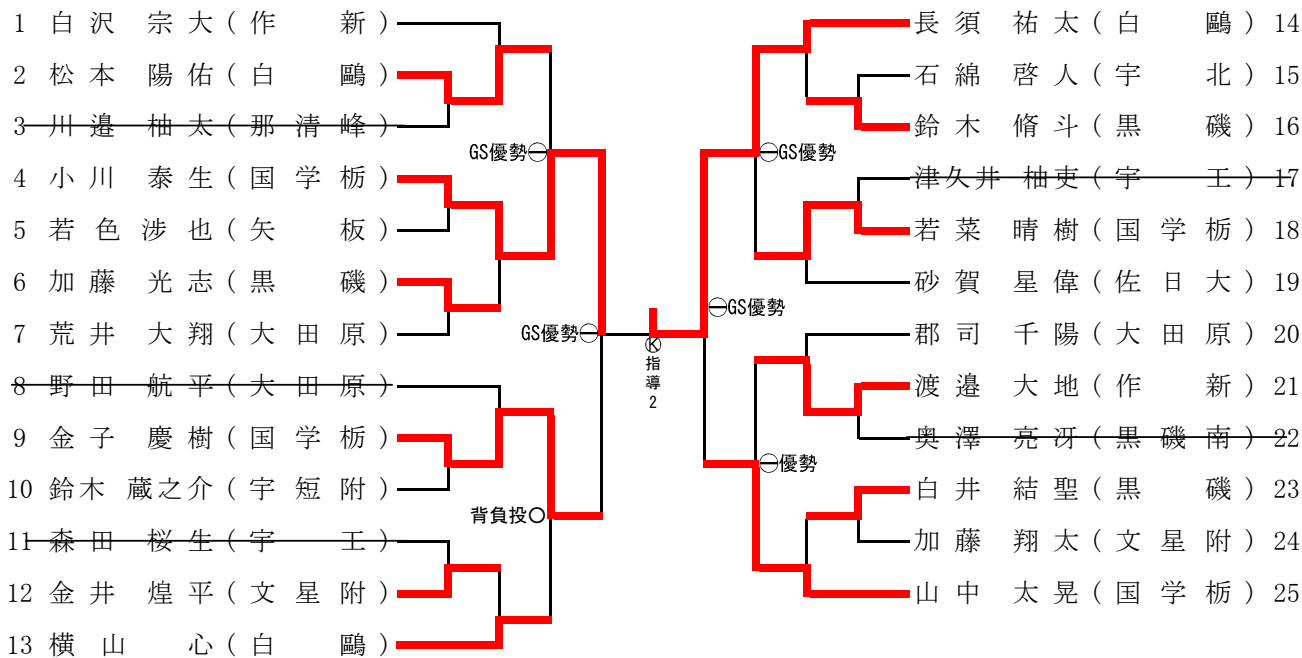 1 白沢 宗大(作 新)
2 松本 陽佑(白 鷗)
3 川邉 柚太(那清峰)
GS優勢
4 小川 泰生(国学栃)
5 若色 渉也(矢 板)
6 加藤 光志(黒 磯)
7 荒井 大翔(大田原)
GS優勢
8 野田 航平(大田原)
9 金子 慶樹(国学栃)
10 鈴木 蔵之介(宇短附)
背負投○
11 森田 桜生(宇 工)
12 金井 煌平(文星附)
13 横山 心(白 鷗)
Ⓚ
指導2
長須 祐太(白 鷗) 14
石綿 啓人(宇 北) 15
鈴木 脩斗(黒 磯) 16
GS優勢
津久井 柚吏(宇 工) 17
若菜 晴樹(国学栃) 18
砂賀 星偉(佐日大) 19
GS優勢
郡司 千陽(大田原) 20
渡邉 大地(作 新) 21
奥澤 亮冴(黒磯南) 22
優勢
白井 結聖(黒 磯) 23
加藤 翔太(文星附) 24
山中 太晃(国学栃) 25